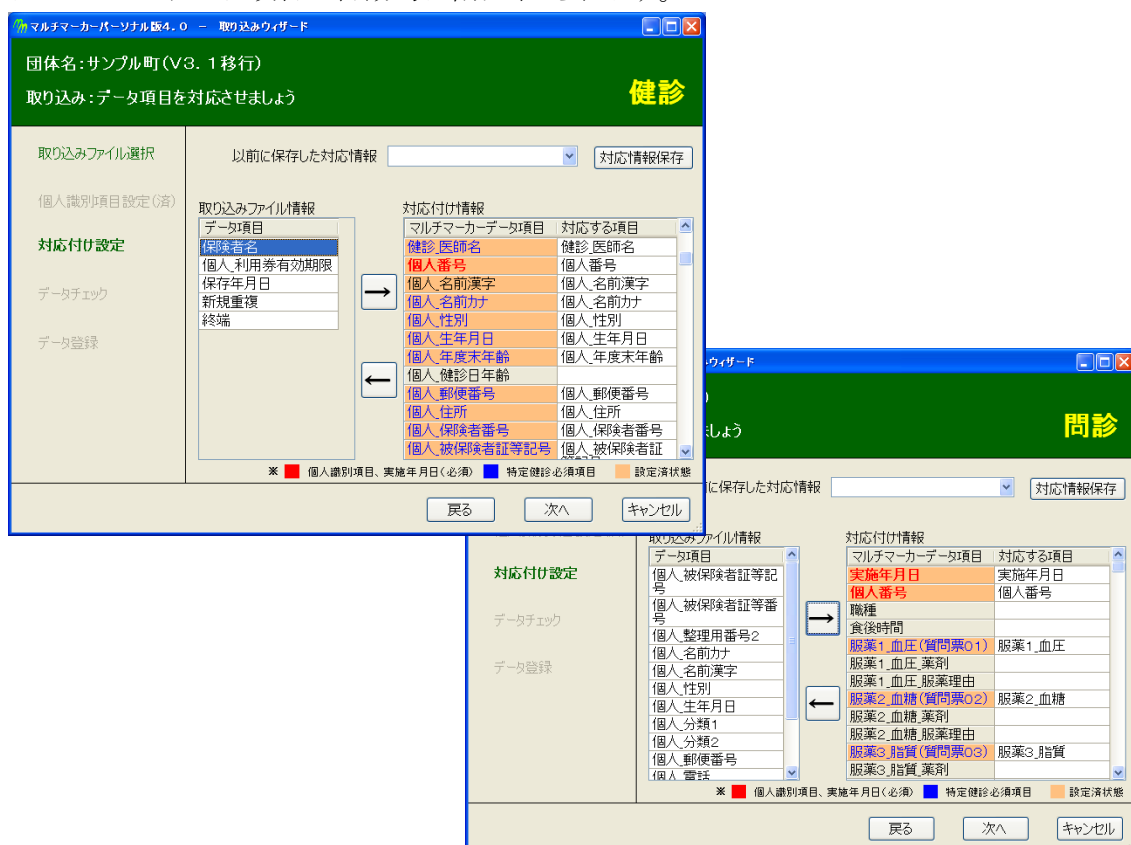 マルチマーカーパーソナル版4.0 － 取り込みウィザード
団体名:サンプル町(V3.1移行)
取り込み:データ項目を対応させましょう
健診
取り込みファイル選択
個人識別項目設定(済)
対応付け設定
データチェック
データ登録
以前に保存した対応情報
対応情報保存
取り込みファイル情報
データ項目
保険者名
個人_利用券有効期限
保存年月日
新規重複
終端
→
←
対応付け情報
マルチマーカーデータ項目 対応する項目
健診_医師名 健診_医師名
個人番号 個人番号
個人_名前漢字 個人_名前漢字
個人_名前カナ 個人_名前カナ
個人_性別 個人_性別
個人_生年月日 個人_生年月日
個人_年度末年齢 個人_年度末年齢
個人_健診日年齢
個人_郵便番号 個人_郵便番号
個人_住所 個人_住所
個人_保険者番号 個人_保険者番号
個人_被保険者証等記号 個人_被保険者証
※ 個人識別項目、実施年月日(必須) 特定健診必須項目 設定済状態
戻る 次へ キャンセル
ウィザード
しょう
問診
に保存した対応情報
対応情報保存
対応付け設定
データチェック
データ登録
取り込みファイル情報
データ項目
個人_被保険者証等記
号
個人_被保険者証等番
号
個人_整理用番号2
個人_名前カナ
個人_名前漢字
個人_性別
個人_生年月日
個人_分類1
個人_分類2
個人_郵便番号
個人_電話
→
←
対応付け情報
マルチマーカーデータ項目 対応する項目
実施年月日 実施年月日
個人番号 個人番号
職種
食後時間
服薬1_血圧(質問票01) 服薬1_血圧
服薬1_血圧_薬剤
服薬1_血圧_服薬理由
服薬2_血糖(質問票02) 服薬2_血糖
服薬2_血糖_薬剤
服薬2_血糖_服薬理由
服薬3_脂質(質問票03) 服薬3_脂質
服薬3_脂質_薬剤
※ 個人識別項目、実施年月日(必須) 特定健診必須項目 設定済状態
戻る 次へ キャンセル